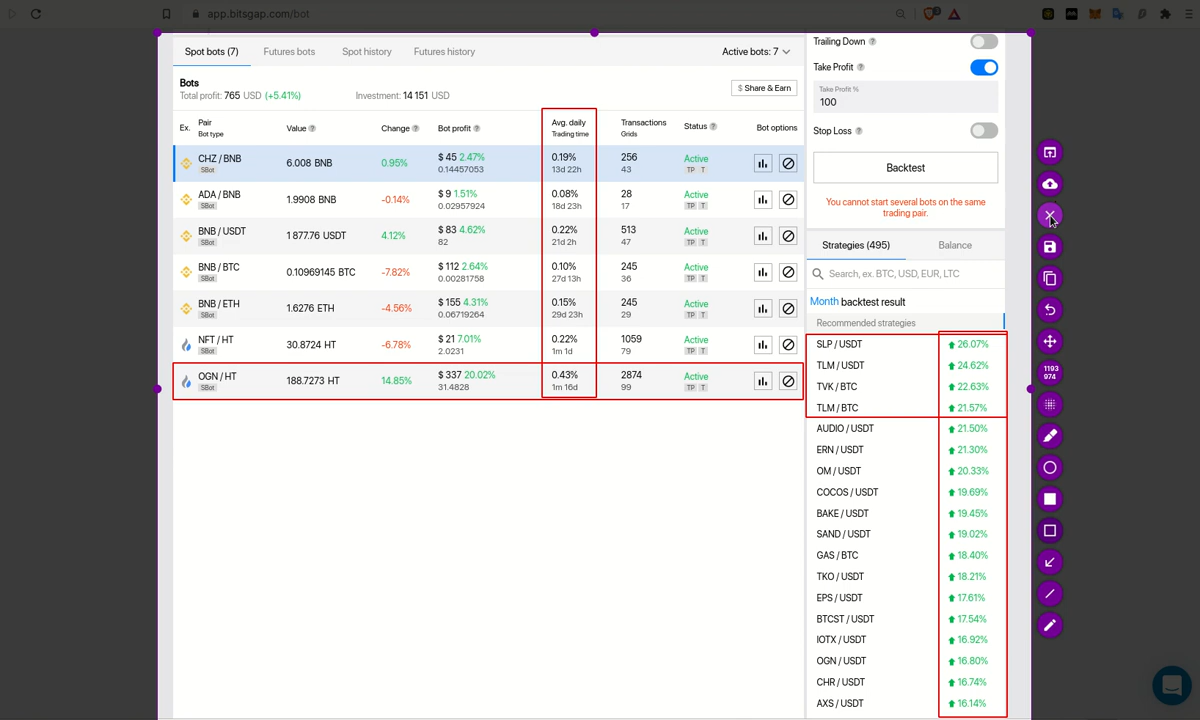 app.bitsgap.com/bot
3
Spot bots (7) Futures bots Spot history Futures history Active bots: 7
Bots
Total profit: 765 USD (+5.41%) Investment: 14 151 USD $ Share & Earn
Ex. Pair Bot type Value ? Change ? Bot profit ? Avg. daily Trading time Transactions Grids Status ? Bot options
CHZ / BNB 6.008 BNB 0.95% $ 45 2.47% 0.19% 256 Active
SBot 0.14457053 13d 22h 43 TP T
ADA / BNB 1.9908 BNB -0.14% $ 9 1.51% 0.08% 28 Active
SBot 0.02957924 18d 23h 17 TP T
BNB / USDT 1 877.76 USDT 4.12% $ 83 4.62% 0.22% 513 Active
SBot 82 21d 2h 47 TP T
BNB / BTC 0.10969145 BTC -7.82% $ 112 2.64% 0.10% 245 Active
SBot 0.00281758 27d 13h 36 TP T
BNB / ETH 1.6276 ETH -4.56% $ 155 4.31% 0.15% 245 Active
SBot 0.06719264 29d 23h 29 TP T
NFT / HT 30.8724 HT -6.78% $ 21 7.01% 0.22% 1059 Active
SBot 2.0231 1m 1d 79 TP T
OGN / HT 188.7273 HT 14.85% $ 337 20.02% 0.43% 2874 Active
SBot 31.4828 1m 16d 99 TP T
Trailing Down ?
Take Profit ?
Take Profit %
100
Stop Loss ?
Backtest
You cannot start several bots on the same
trading pair.
Strategies (495) Balance
Search, ex. BTC, USD, EUR, LTC
Month backtest result
Recommended strategies
SLP / USDT 26.07%
TLM / USDT 24.62%
TVK / BTC 22.63%
TLM / BTC 21.57%
AUDIO / USDT 21.50%
ERN / USDT 21.30%
OM / USDT 20.33%
COCOS / USDT 19.69%
BAKE / USDT 19.45%
SAND / USDT 19.02%
GAS / BTC 18.40%
TKO / USDT 18.21%
EPS / USDT 17.61%
BTCST / USDT 17.54%
IOTX / USDT 16.92%
OGN / USDT 16.80%
CHR / USDT 16.74%
AXS / USDT 16.14%
1193
974